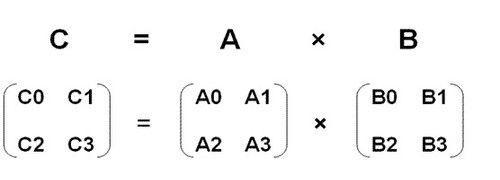 C = A × B
C0 C1 A0 A1 B0 B1
= ×
C2 C3 A2 A3 B2 B3